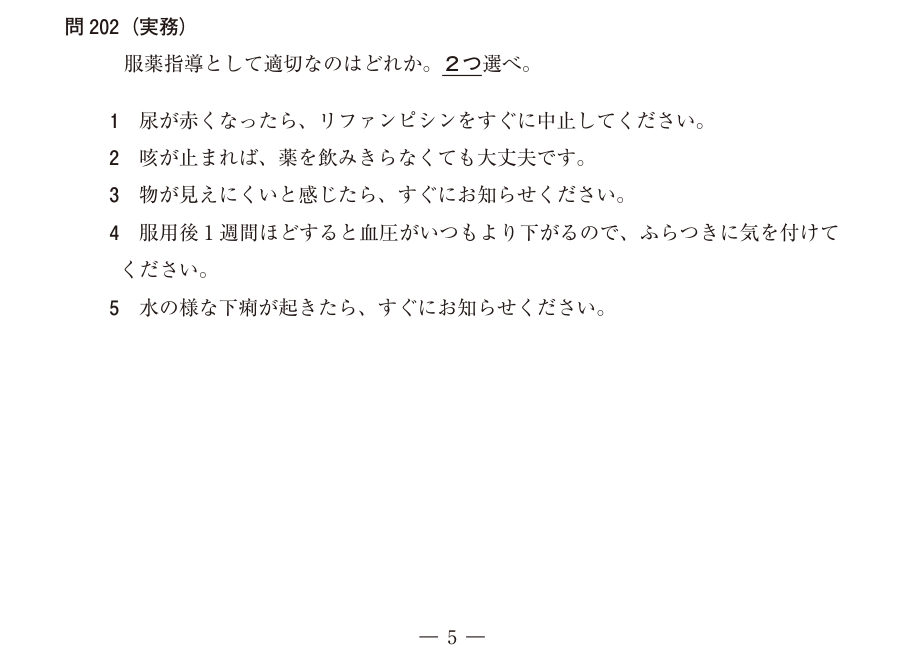 問 202（実務）
服薬指導として適切なのはどれか。２つ選べ。
1　尿が赤くなったら、リファンピシンをすぐに中止してください。
2　咳が止まれば、薬を飲みきらなくても大丈夫です。
3　物が見えにくいと感じたら、すぐにお知らせください。
4　服用後１週間ほどすると血圧がいつもより下がるので、ふらつきに気を付けて
ください。
5　水の様な下痢が起きたら、すぐにお知らせください。
— 5 —